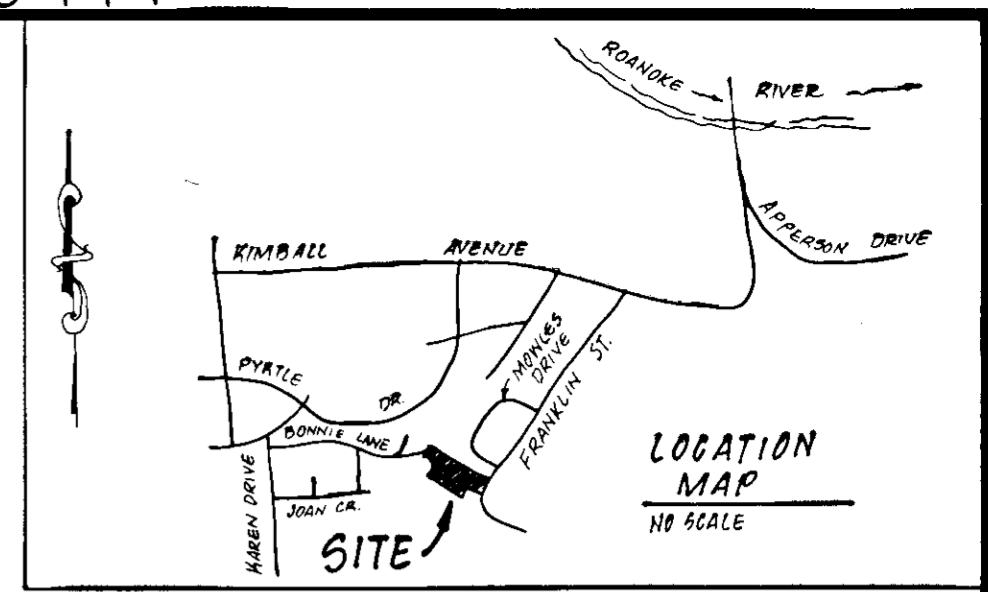 ROANOKE RIVER
APPERSON DRIVE
KIMBALL AVENUE
MOWLES
DRIVE
FRANKLIN ST.
PYRTLE DR.
BONNIE LANE
KAREN DRIVE
JOAN CR.
SITE
LOCATION
MAP
NO SCALE